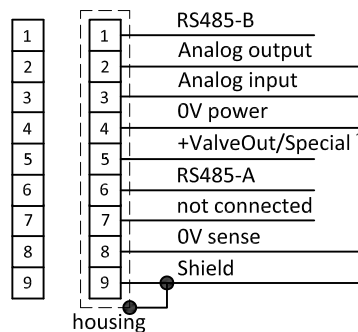 1
2
3
4
5
6
7
8
9
1 RS485-B
2 Analog output
3 Analog input
4 0V power
5 +ValveOut/Special
6 RS485-A
7 not connected
8 0V sense
9 Shield
housing